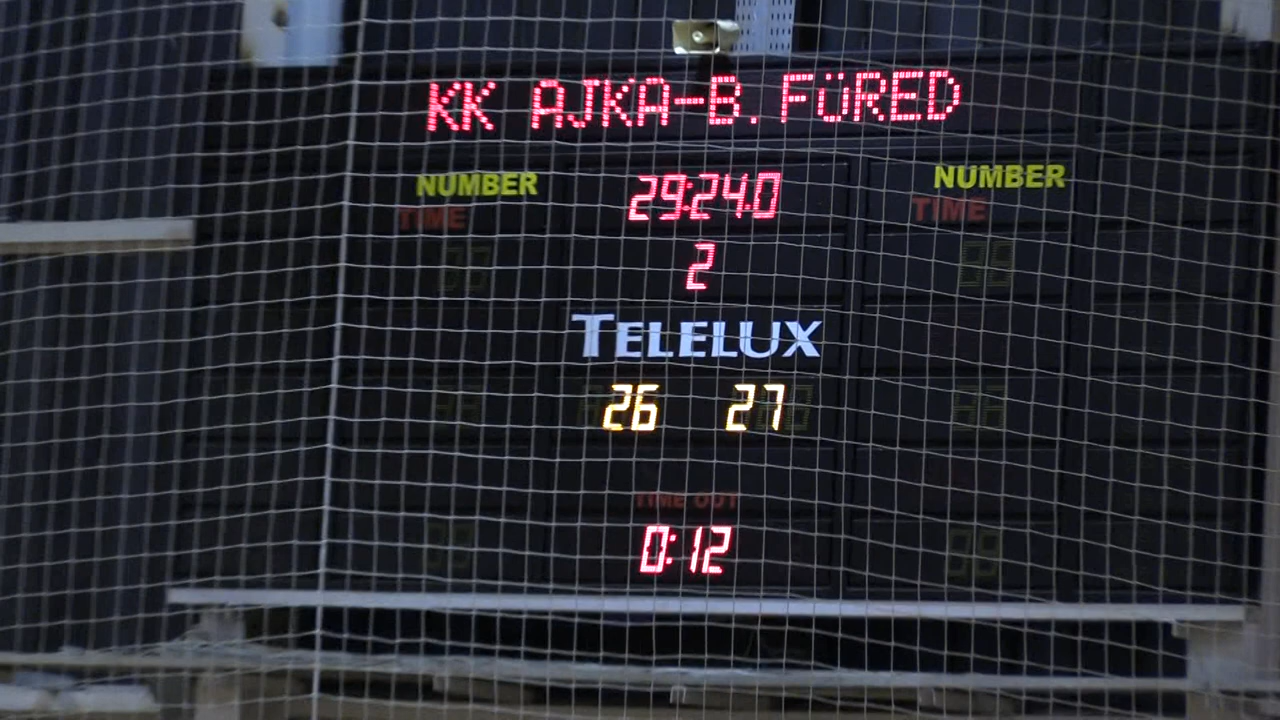 KK AJKA-B. FÜRED
NUMBER 29:24.0 NUMBER
TIME TIME
2
TELELUX
26 27
TIME OUT
0:12